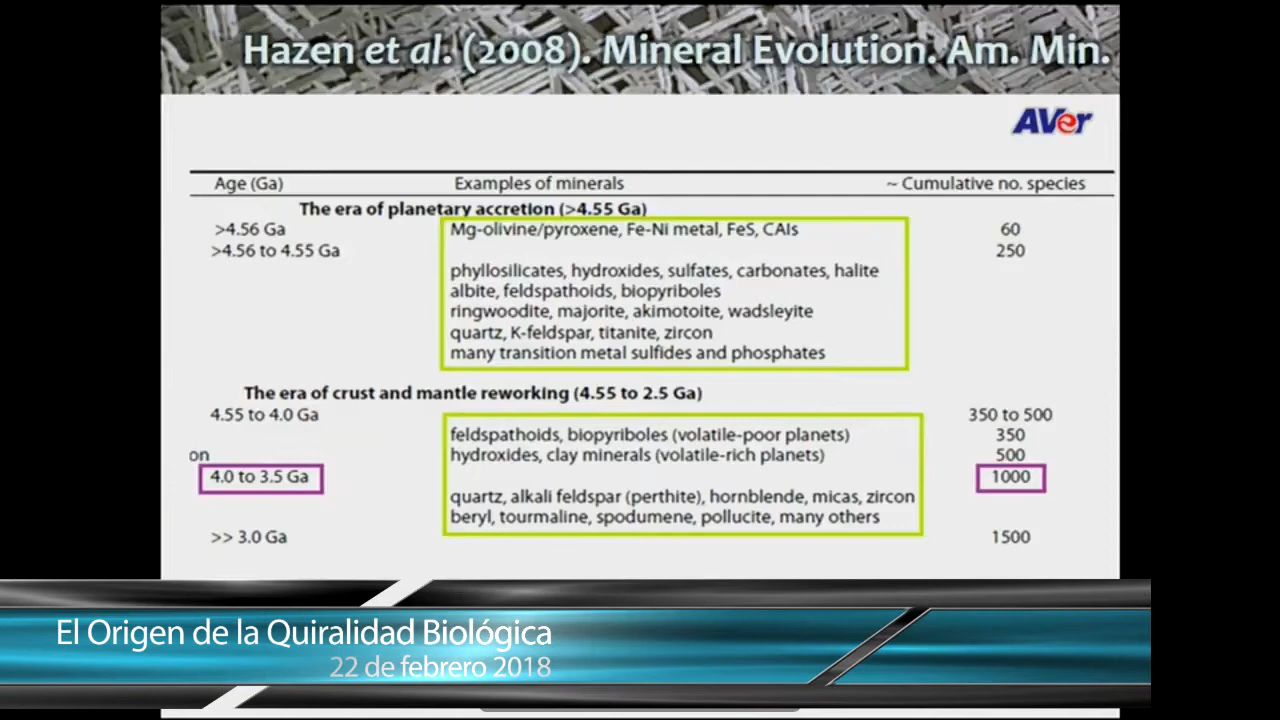 Hazen et al. (2008). Mineral Evolution. Am. Min.
AVer
Age (Ga) Examples of minerals ~ Cumulative no. species
The era of planetary accretion (>4.55 Ga)
>4.56 Ga Mg-olivine/pyroxene, Fe-Ni metal, FeS, CAIs 60
>4.56 to 4.55 Ga 250
phyllosilicates, hydroxides, sulfates, carbonates, halite
albite, feldspathoids, biopyriboles
ringwoodite, majorite, akimotoite, wadsleyite
quartz, K-feldspar, titanite, zircon
many transition metal sulfides and phosphates
The era of crust and mantle reworking (4.55 to 2.5 Ga)
4.55 to 4.0 Ga 350 to 500
feldspathoids, biopyriboles (volatile-poor planets) 350
on hydroxides, clay minerals (volatile-rich planets) 500
4.0 to 3.5 Ga 1000
quartz, alkali feldspar (perthite), hornblende, micas, zircon
beryl, tourmaline, spodumene, pollucite, many others
>> 3.0 Ga 1500
El Origen de la Quiralidad Biológica
22 de febrero 2018